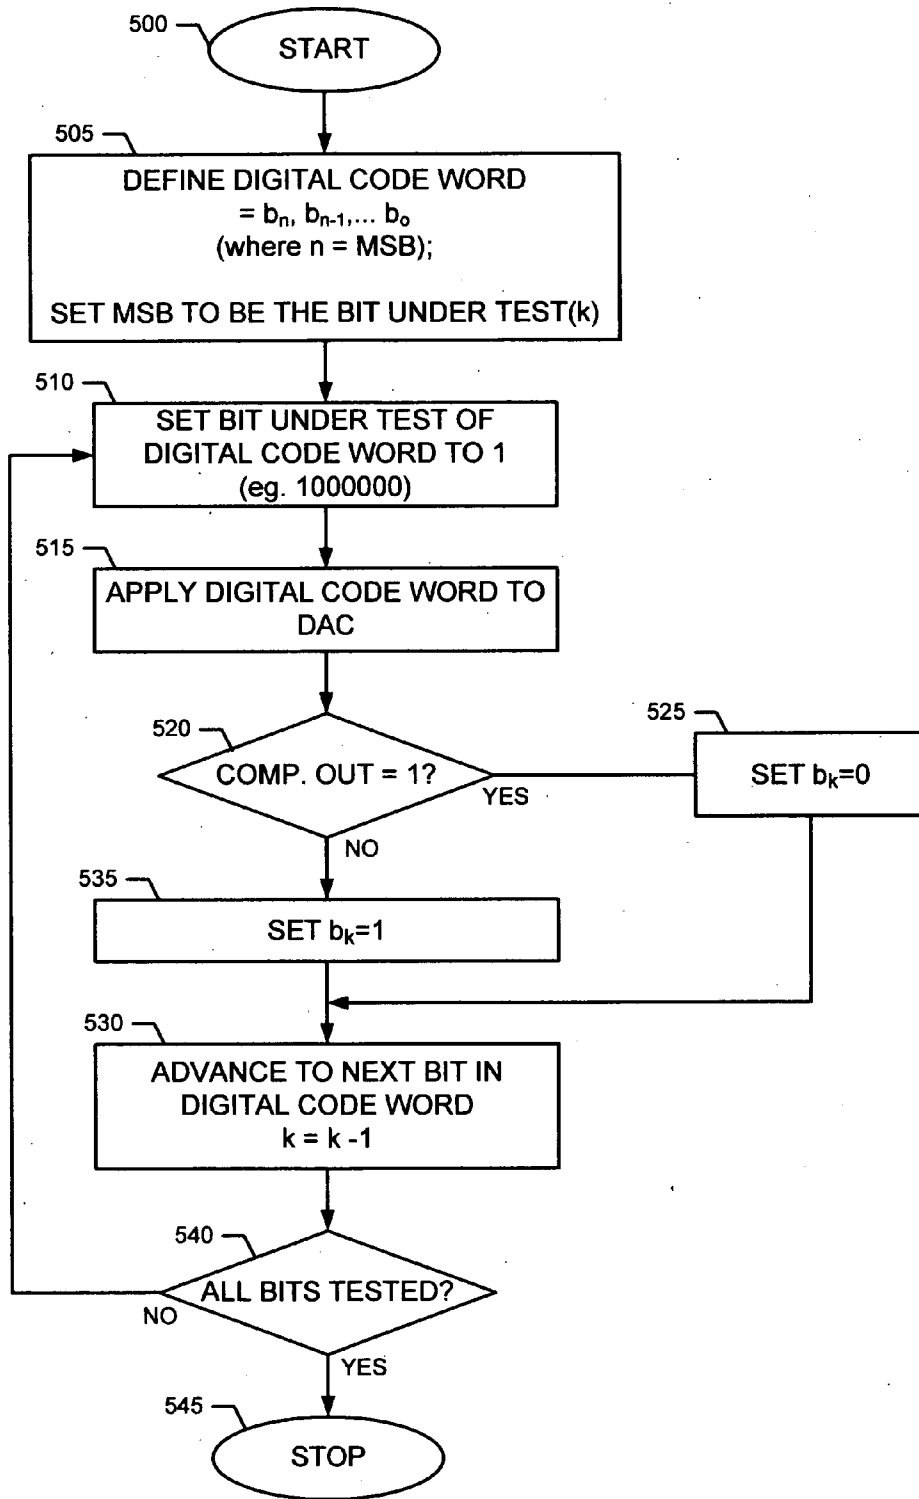 500
START
505
DEFINE DIGITAL CODE WORD
= bn, bn-1,... bo
(where n = MSB);
SET MSB TO BE THE BIT UNDER TEST(k)
510
SET BIT UNDER TEST OF
DIGITAL CODE WORD TO 1
(eg. 1000000)
515
APPLY DIGITAL CODE WORD TO
DAC
520
COMP. OUT = 1?
YES
525
SET bk=0
NO
535
SET bk=1
530
ADVANCE TO NEXT BIT IN
DIGITAL CODE WORD
k = k -1
540
ALL BITS TESTED?
NO
YES
545
STOP